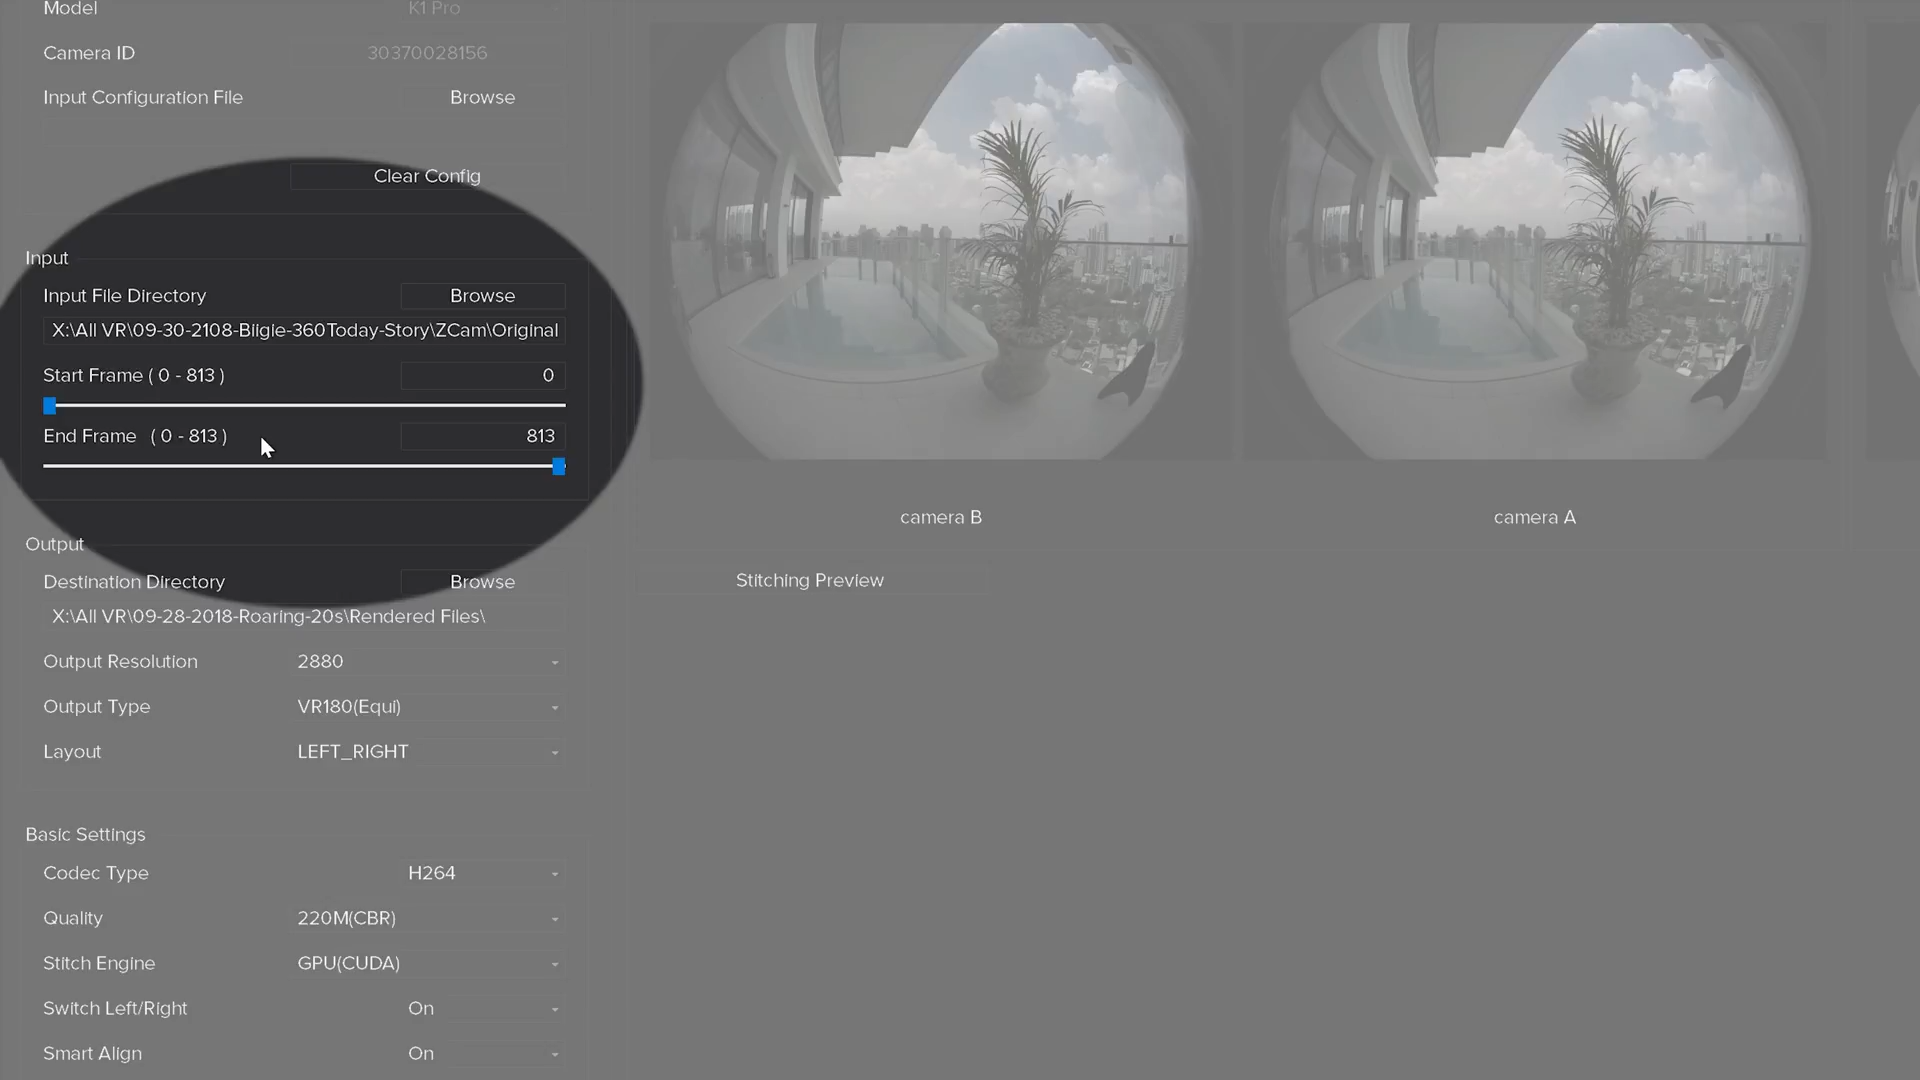 Model K1 Pro
Camera ID 30370028156
Input Configuration File Browse
Clear Config
Input
Input File Directory Browse
X:\All VR\09-30-2108-Biigie-360Today-Story\ZCam\Original
Start Frame ( 0 - 813 ) 0
End Frame ( 0 - 813 ) 813
Output
Destination Directory Browse
X:\All VR\09-28-2018-Roaring-20s\Rendered Files\
Output Resolution 2880
Output Type VR180(Equi)
Layout LEFT_RIGHT
Basic Settings
Codec Type H264
Quality 220M(CBR)
Stitch Engine GPU(CUDA)
Switch Left/Right On
Smart Align On
camera B
camera A
Stitching Preview